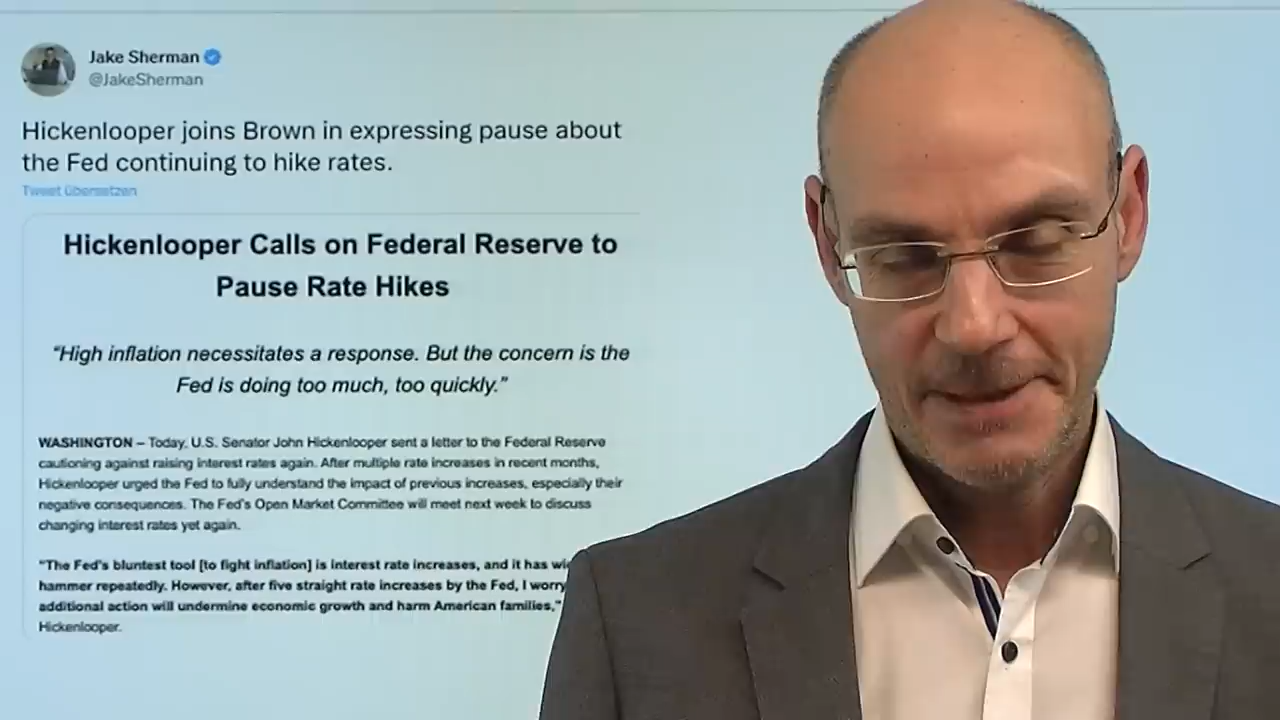 Jake Sherman
@JakeSherman
Hickenlooper joins Brown in expressing pause about
the Fed continuing to hike rates.
Tweet übersetzen
Hickenlooper Calls on Federal Reserve to
Pause Rate Hikes
“High inflation necessitates a response. But the concern is the
Fed is doing too much, too quickly.”
WASHINGTON – Today, U.S. Senator John Hickenlooper sent a letter to the Federal Reserve
cautioning against raising interest rates again. After multiple rate increases in recent months,
Hickenlooper urged the Fed to fully understand the impact of previous increases, especially their
negative consequences. The Fed's Open Market Committee will meet next week to discuss
changing interest rates yet again.
"The Fed's bluntest tool [to fight inflation] is interest rate increases, and it has
hammer repeatedly. However, after five straight rate increases by the Fed, I worry
additional action will undermine economic growth and harm American families,"
Hickenlooper.